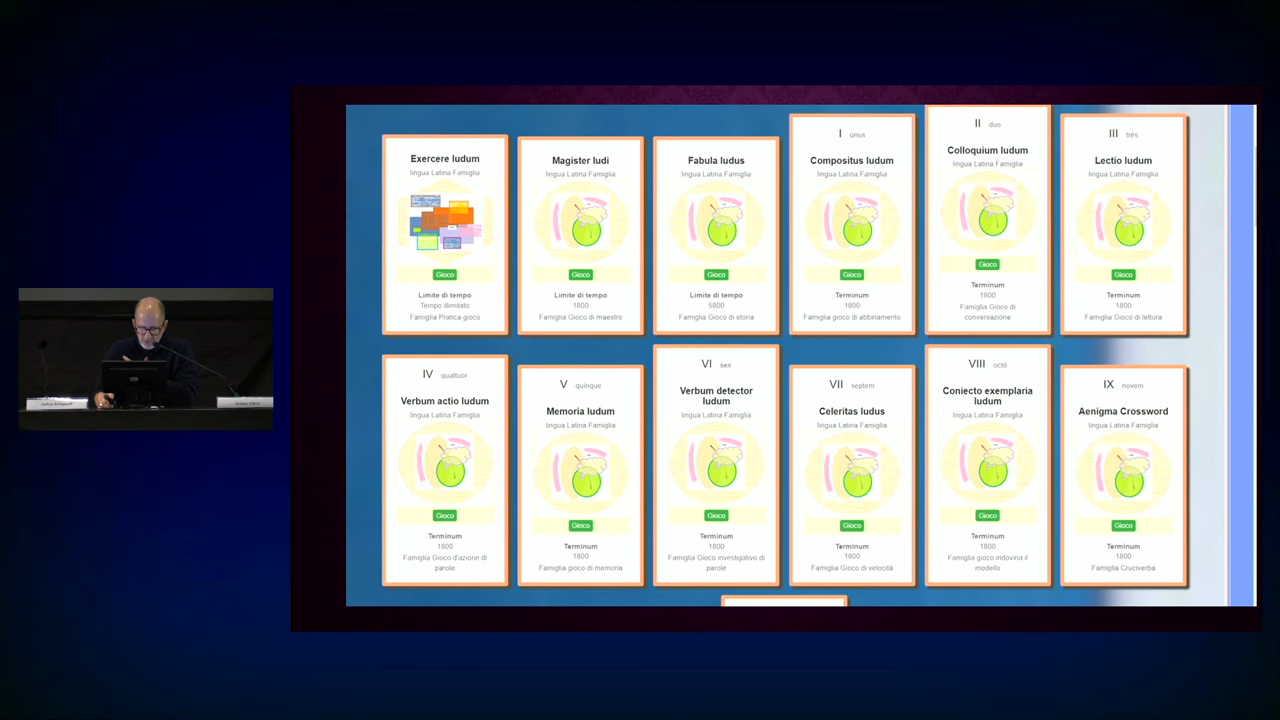 Exercere ludum
lingua Latina Famiglia
Gioco
Limite di tempo
Tempo illimitato
Famiglia Pratica gioco
Magister ludi
lingua Latina Famiglia
Gioco
Limite di tempo
1800
Famiglia Gioco di maestro
Fabula ludus
lingua Latina Famiglia
Gioco
Limite di tempo
5800
Famiglia Gioco di storia
I ūnus
Compositus ludum
lingua Latina Famiglia
Gioco
Terminum
1800
Famiglia gioco di abbinamento
II duo
Colloquium ludum
lingua Latina Famiglia
Gioco
Terminum
1800
Famiglia Gioco di
conversazione
III trēs
Lectio ludum
lingua Latina Famiglia
Gioco
Terminum
1800
Famiglia Gioco di lettura
IV quattuor
Verbum actio ludum
lingua Latina Famiglia
Gioco
Terminum
1800
Famiglia Gioco d'azione di
parole
V quinque
Memoria ludum
lingua Latina Famiglia
Gioco
Terminum
1800
Famiglia gioco di memoria
VI sex
Verbum detector
ludum
lingua Latina Famiglia
Gioco
Terminum
1800
Famiglia Gioco investigativo di
parole
VII septem
Celeritas ludus
lingua Latina Famiglia
Gioco
Terminum
1800
Famiglia Gioco di velocità
VIII octō
Coniecto exemplaria
ludum
lingua Latina Famiglia
Gioco
Terminum
1800
Famiglia gioco indovina il
modello
IX novem
Aenigma Crossword
lingua Latina Famiglia
Gioco
Terminum
1800
Famiglia Cruciverba